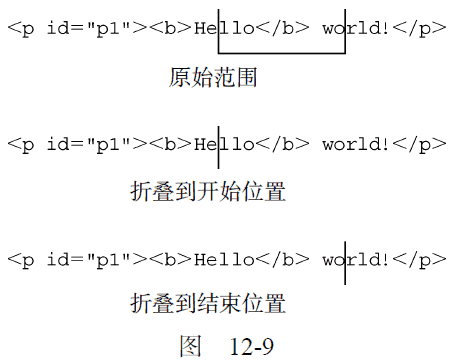 <p id="p1"><b>Hello</b> world!</p>
原始范围
<p id="p1"><b>Hello</b> world!</p>
折叠到开始位置
<p id="p1"><b>Hello</b> world!</p>
折叠到结束位置
图 12-9